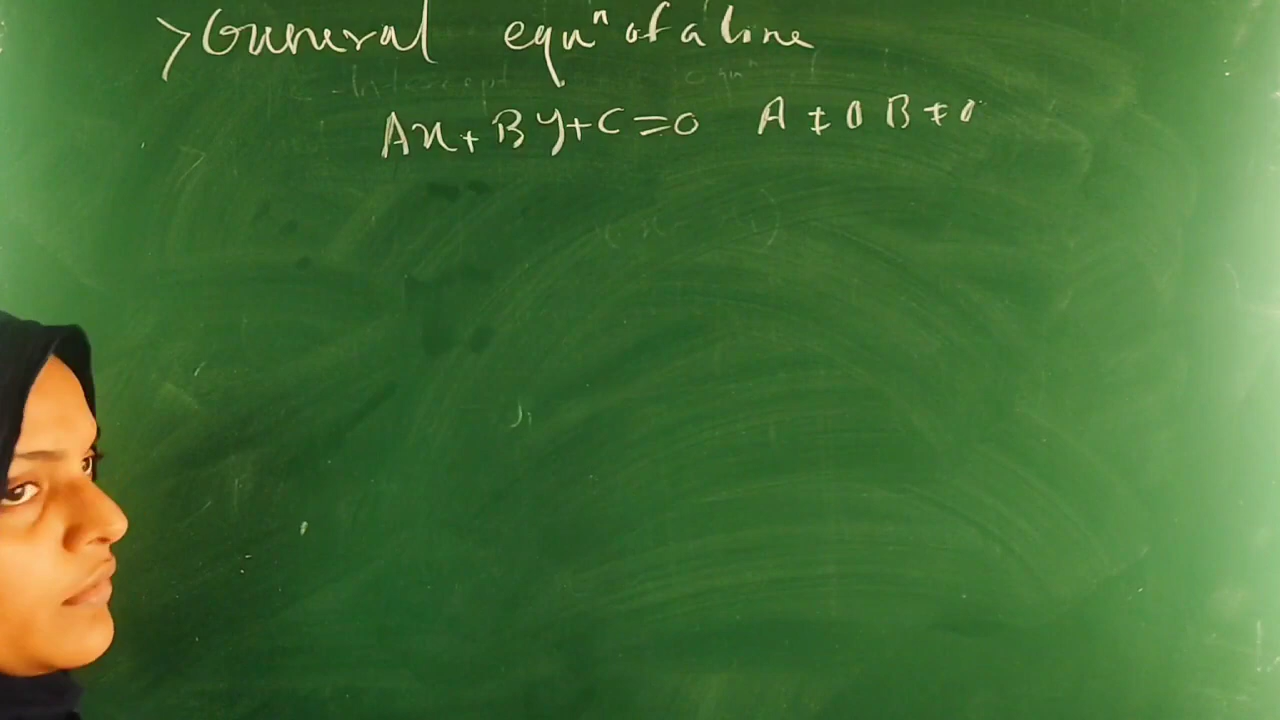 > General equⁿ of a line
Ax + By + C = 0 A ≠ 0 B ≠ 0